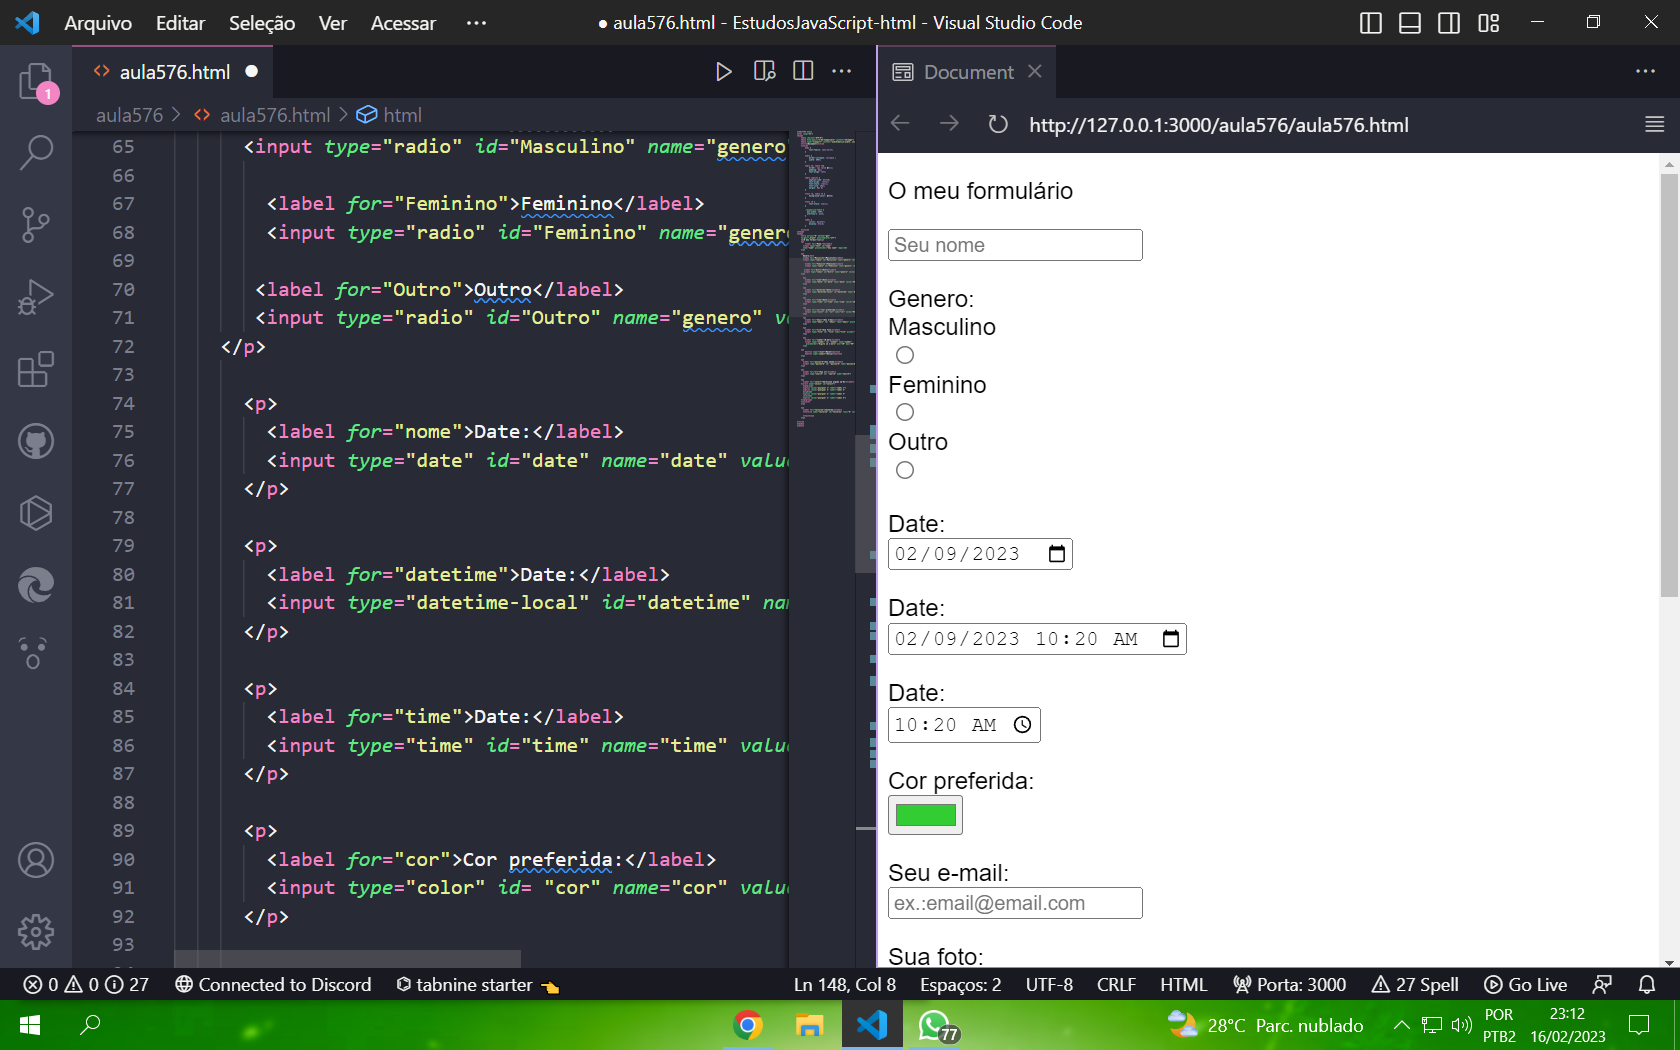 Arquivo Editar Seleção Ver Acessar ··· ● aula576.html - EstudosJavaScript-html - Visual Studio Code
aula576.html
Document
aula576 > aula576.html > html
http://127.0.0.1:3000/aula576/aula576.html
1
65 <input type="radio" id="Masculino" name="genero
66
67 <label for="Feminino">Feminino</label>
68 <input type="radio" id="Feminino" name="genero
69
70 <label for="Outro">Outro</label>
71 <input type="radio" id="Outro" name="genero" va
72 </p>
73
74 <p>
75 <label for="nome">Date:</label>
76 <input type="date" id="date" name="date" value
77 </p>
78
79 <p>
80 <label for="datetime">Date:</label>
81 <input type="datetime-local" id="datetime" nam
82 </p>
83
84 <p>
85 <label for="time">Date:</label>
86 <input type="time" id="time" name="time" value
87 </p>
88
89 <p>
90 <label for="cor">Cor preferida:</label>
91 <input type="color" id= "cor" name="cor" value
92 </p>
93
O meu formulário
Seu nome
Genero:
Masculino
Feminino
Outro
Date:
02/09/2023
Date:
02/09/2023 10:20 AM
Date:
10:20 AM
Cor preferida:
Seu e-mail:
ex.:email@email.com
Sua foto:
0 0 27 Connected to Discord tabnine starter Ln 148, Col 8 Espaços: 2 UTF-8 CRLF HTML Porta: 3000 27 Spell Go Live
77
28°C Parc. nublado
POR
PTB2
23:12
16/02/2023